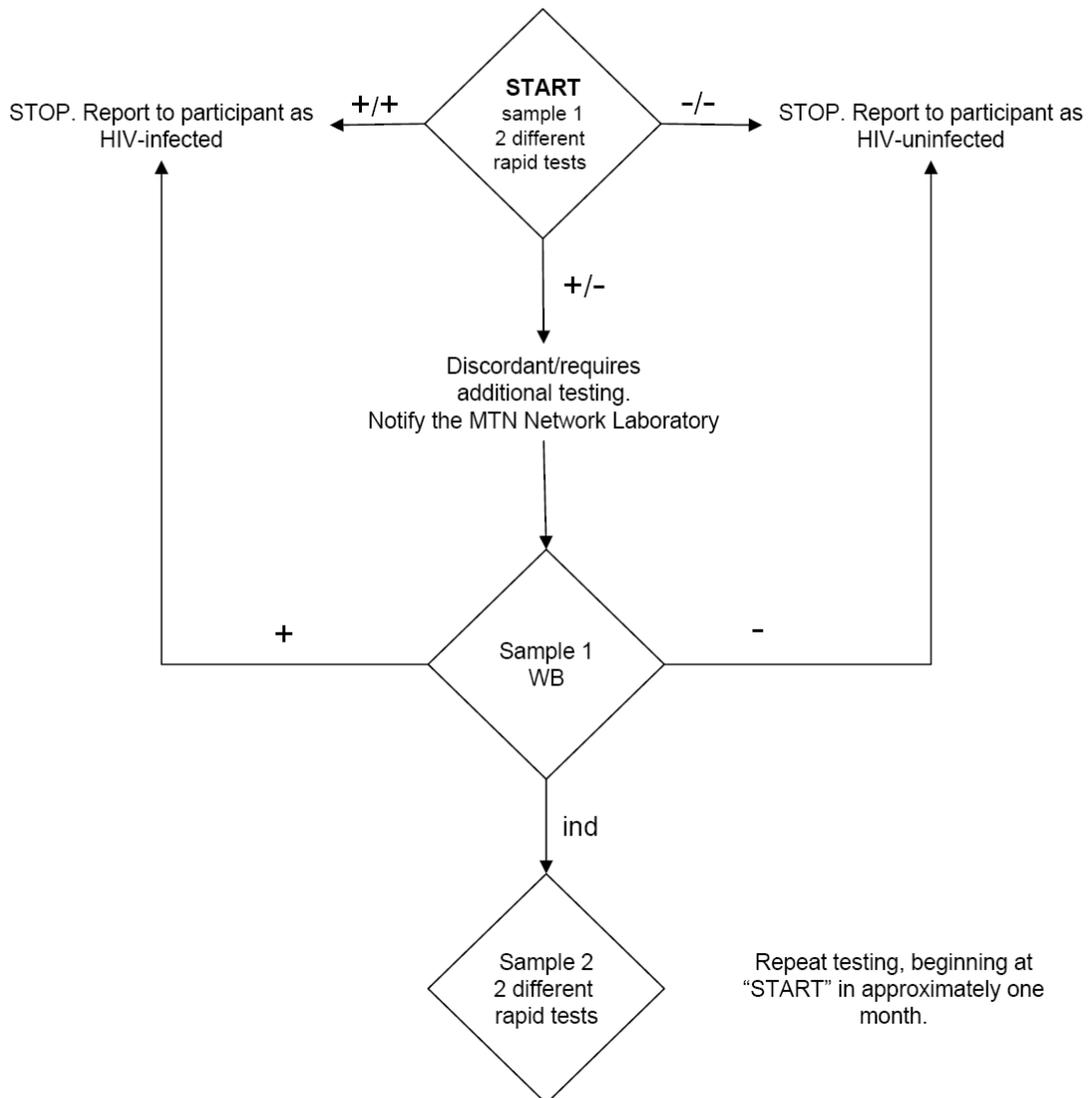 START
sample 1
2 different
rapid tests
+/+
-/-
STOP. Report to participant as
HIV-infected
STOP. Report to participant as
HIV-uninfected
+/-
Discordant/requires
additional testing.
Notify the MTN Network Laboratory
Sample 1
WB
+
-
ind
Sample 2
2 different
rapid tests
Repeat testing, beginning at
“START” in approximately one
month.